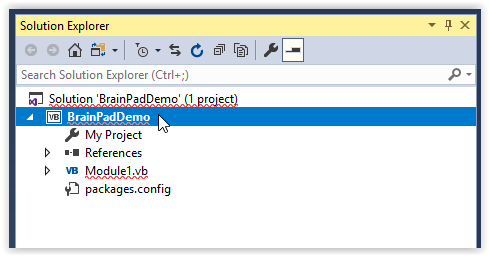 Solution Explorer
Search Solution Explorer (Ctrl+;)
Solution 'BrainPadDemo' (1 project)
VB BrainPadDemo
My Project
References
VB Module1.vb
packages.config